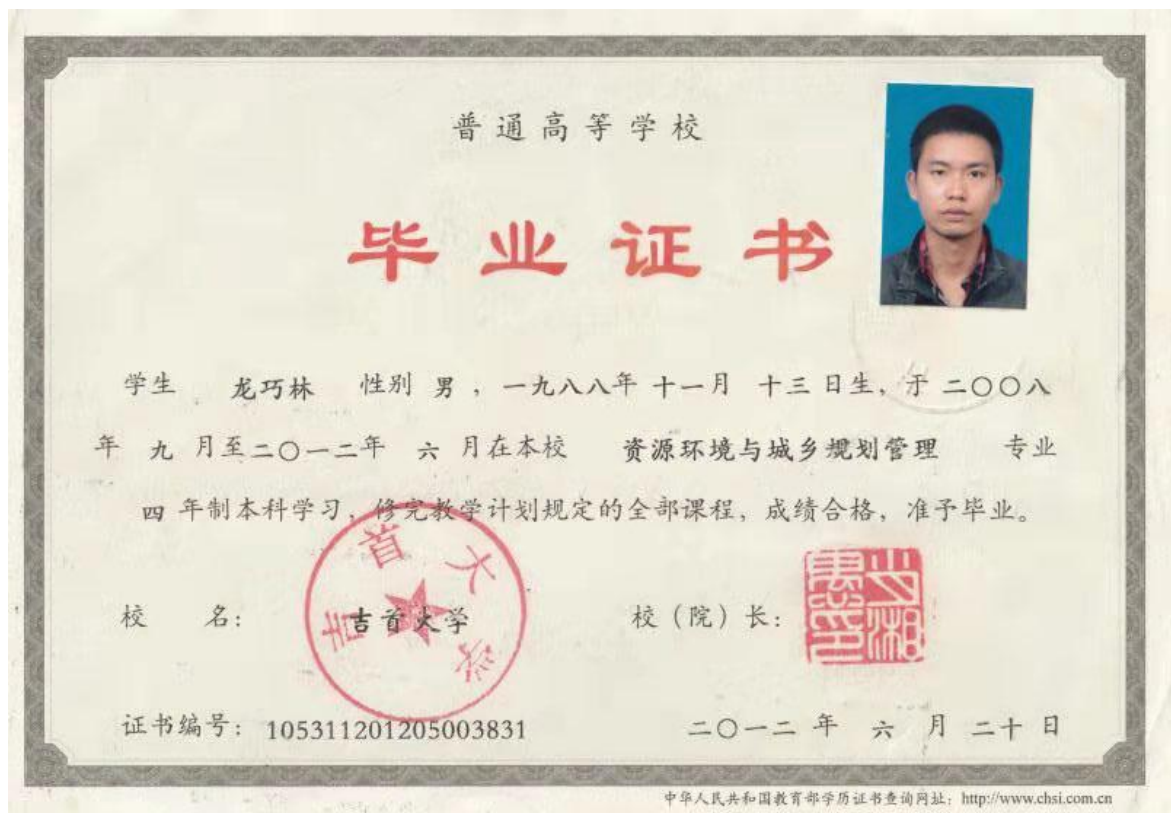 普通高等学校
毕业证书
学生 龙巧林 性别 男，一九八八年 十一月 十三 日生，于 二〇〇八
年 九 月至二〇一二年 六 月在本校 资源环境与城乡规划管理 专业
四 年制本科学习，修完教学计划规定的全部课程，成绩合格，准予毕业。
校 名： 吉首大学 校（院）长：
吉首大学
证书编号：105311201205003831 二〇一二 年 六 月 二十 日
中华人民共和国教育部学历证书查询网址：http://www.chsi.com.cn